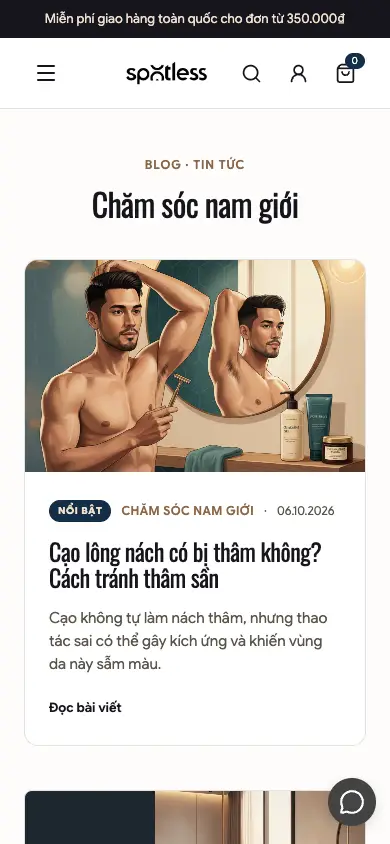 Miễn phí giao hàng toàn quốc cho đơn từ 350.000₫
spotless
0
BLOG · TIN TỨC
Chăm sóc nam giới
NỔI BẬT CHĂM SÓC NAM GIỚI · 06.10.2026
Cạo lông nách có bị thâm không?
Cách tránh thâm sần
Cạo không tự làm nách thâm, nhưng thao
tác sai có thể gây kích ứng và khiến vùng
da này sẫm màu.
Đọc bài viết